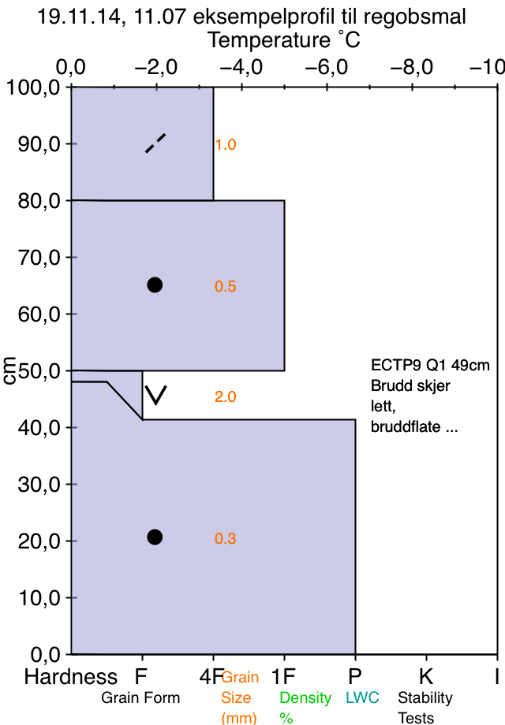 19.11.14, 11.07 eksempelprofil til regobsmal
Temperature °C
0,0 −2,0 −4,0 −6,0 −8,0 −10
100,0
90,0
1.0
80,0
70,0
0.5
60,0
50,0
cm
ECTP9 Q1 49cm
Brudd skjer
lett,
bruddflate ...
2.0
40,0
30,0
20,0
0.3
10,0
0,0
Hardness F 4F 1F P K I
Grain Form
Grain
Size
(mm)
Density
%
LWC
Stability
Tests